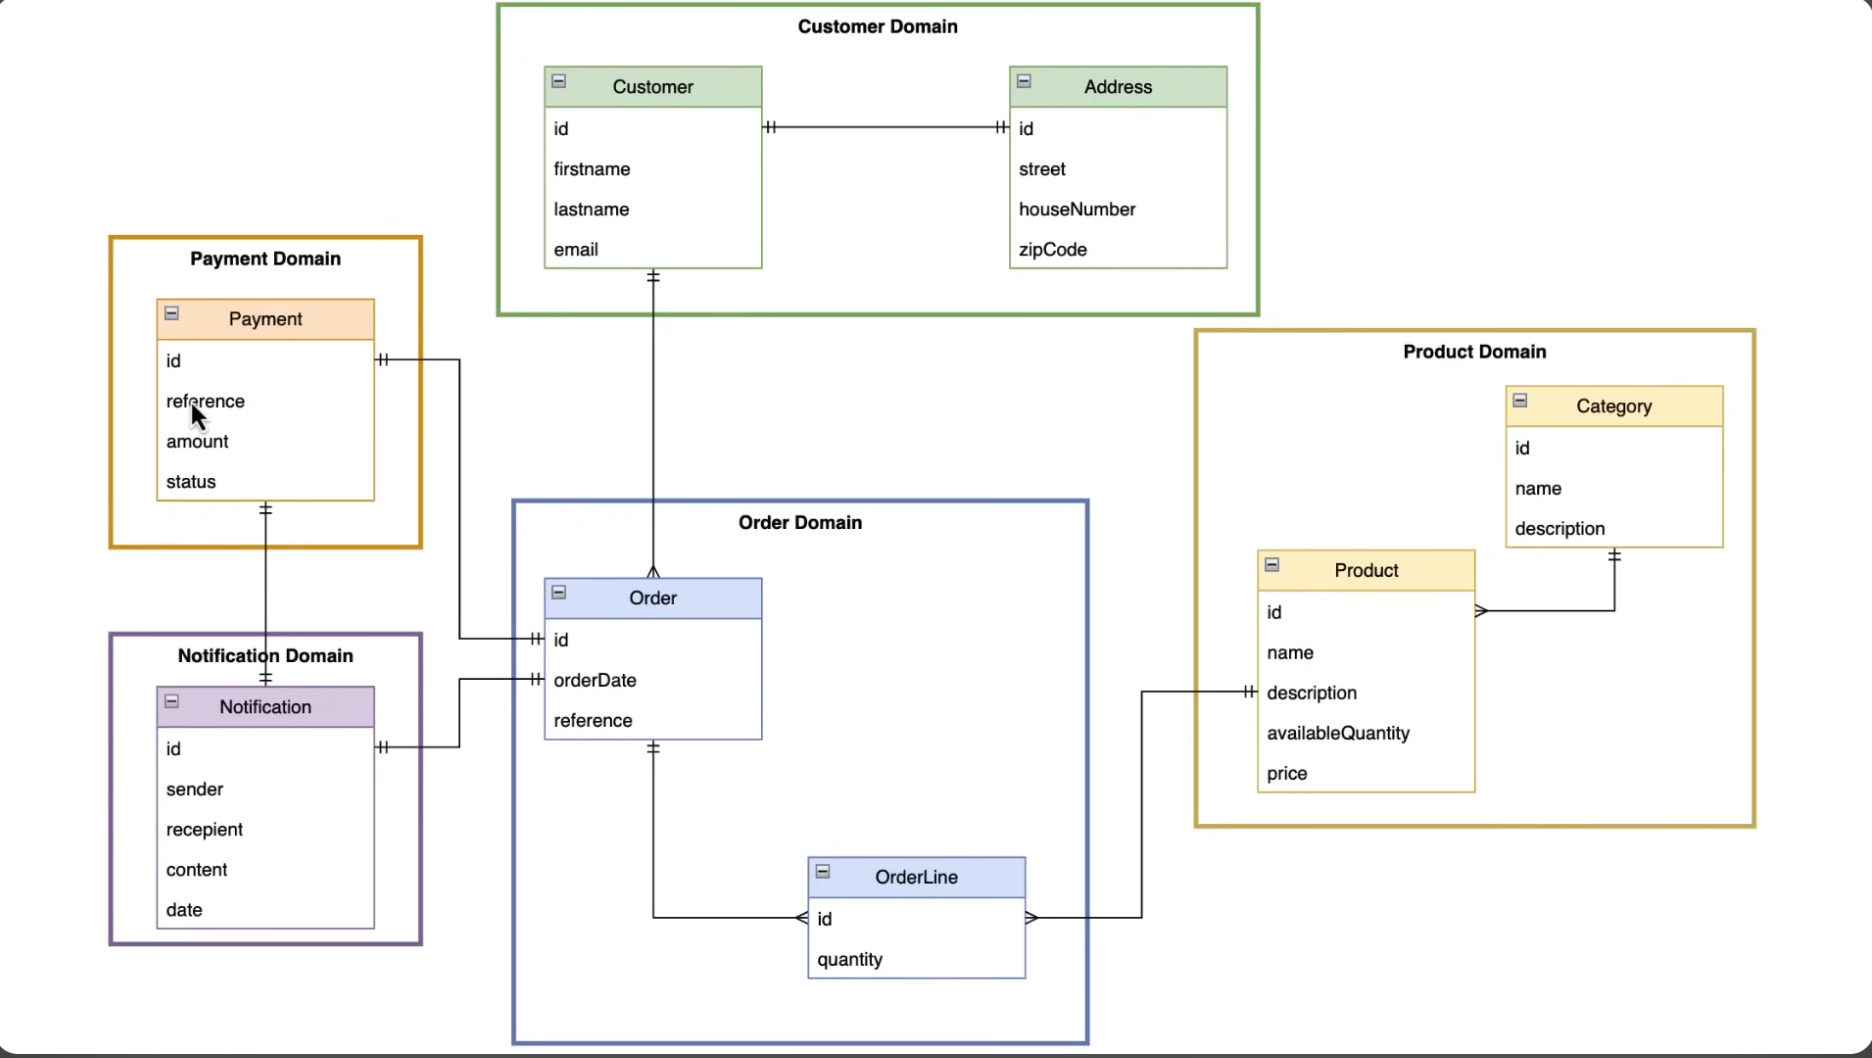 Customer Domain
Customer
id
firstname
lastname
email
Address
id
street
houseNumber
zipCode
Payment Domain
Payment
id
reference
amount
status
Product Domain
Category
id
name
description
Product
id
name
description
availableQuantity
price
Order Domain
Order
id
orderDate
reference
OrderLine
id
quantity
Notification Domain
Notification
id
sender
recepient
content
date